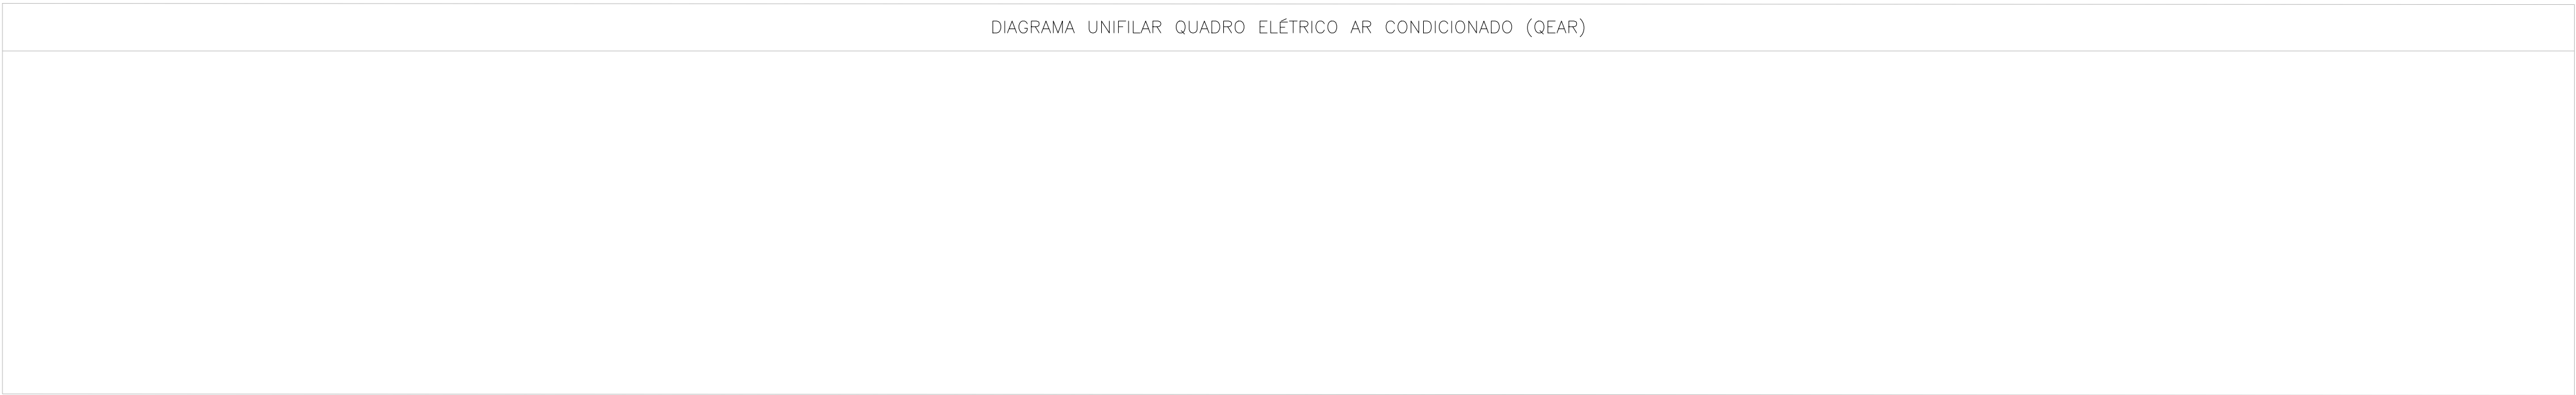 DIAGRAMA UNIFILAR QUADRO ELÉTRICO AR CONDICIONADO (QEAR)